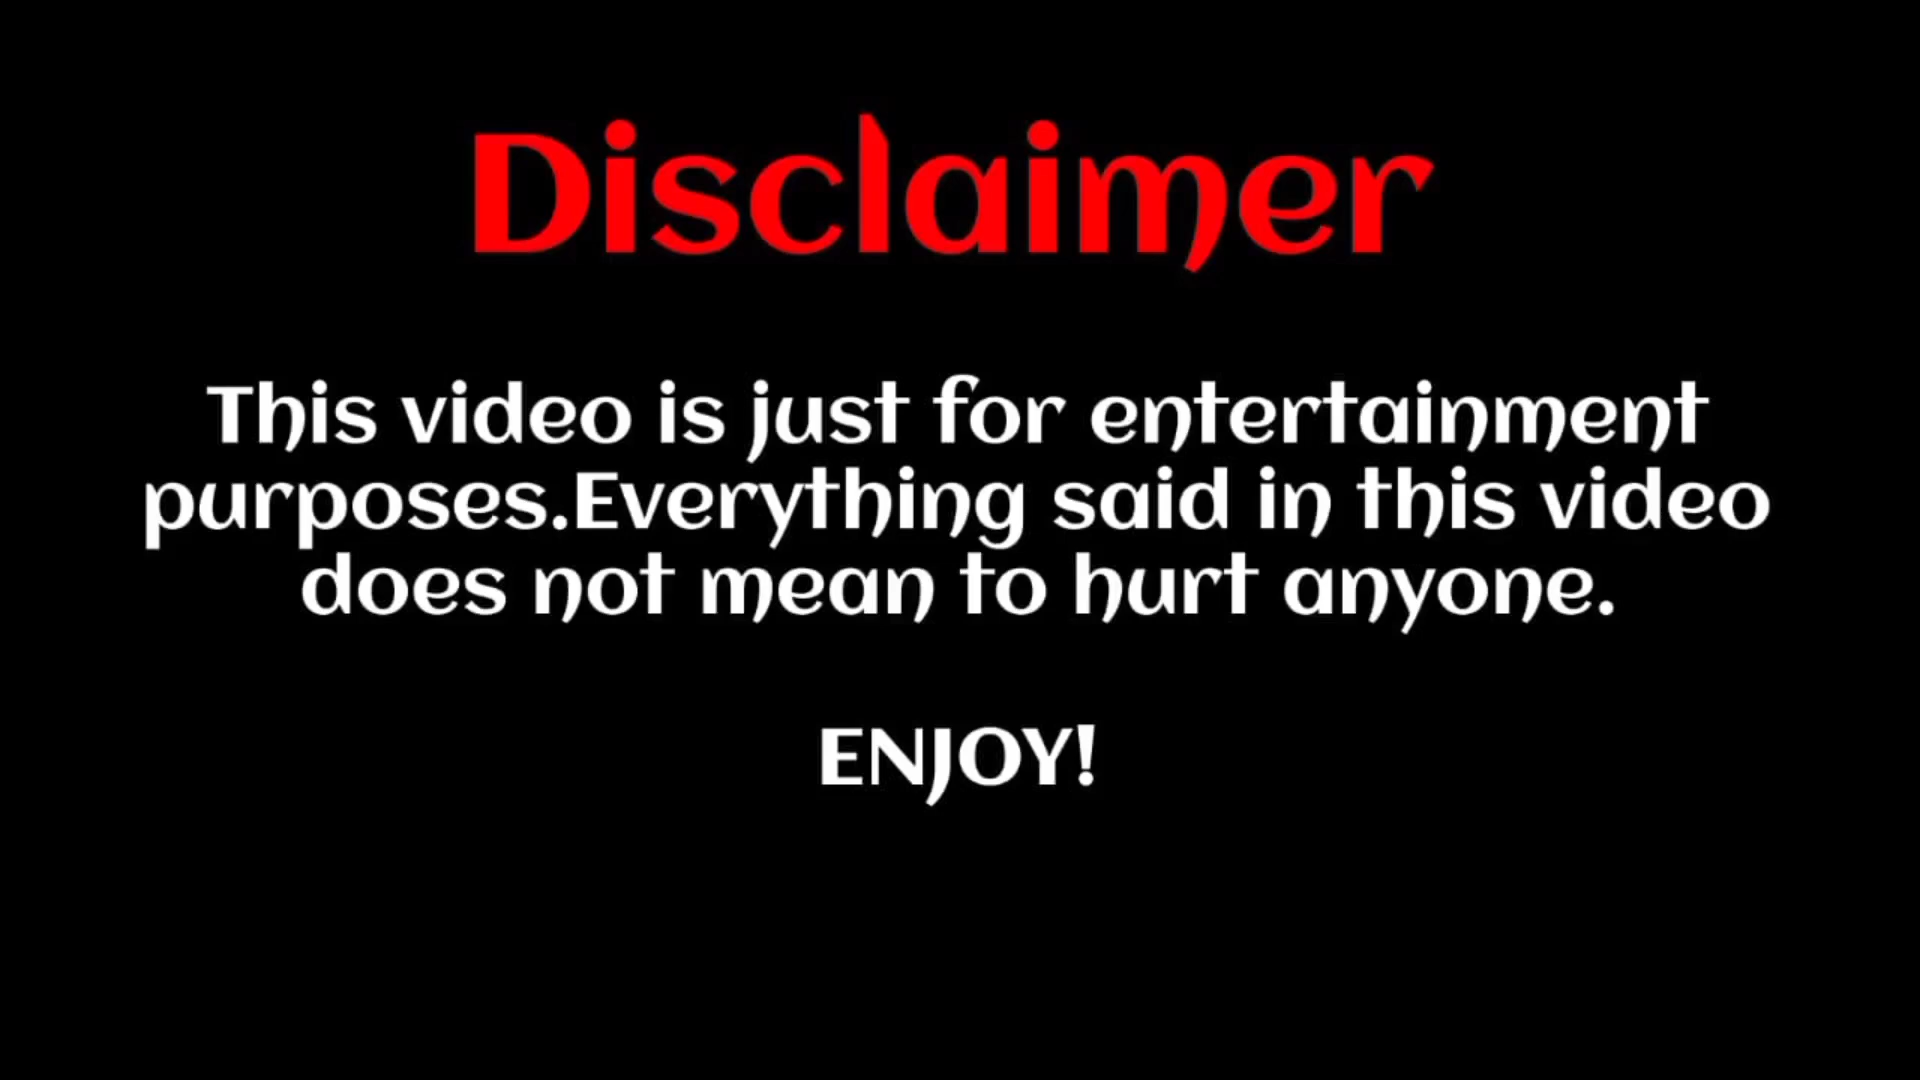 Disclaimer
This video is just for entertainment
purposes.Everything said in this video
does not mean to hurt anyone.
ENJOY!